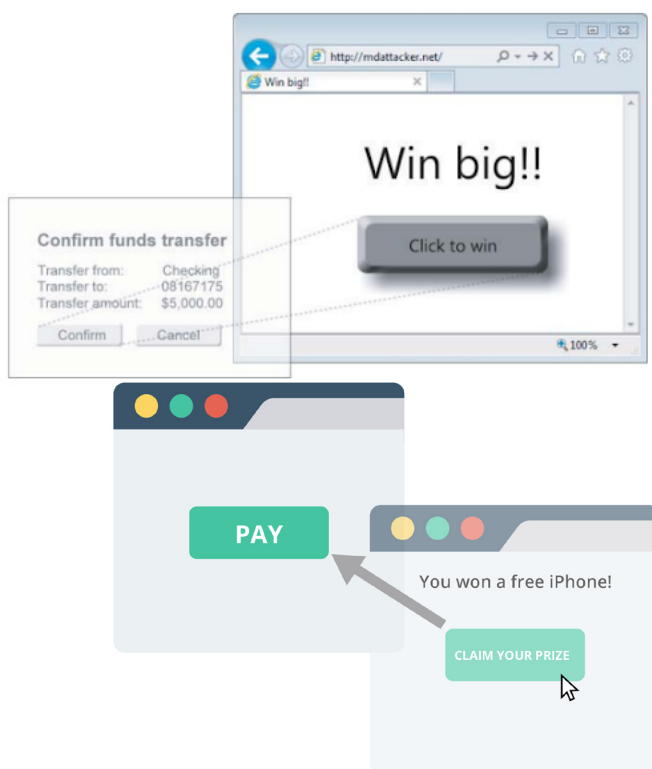 http://mdattacker.net/
Win big!!
Win big!!
Click to win
Confirm funds transfer
Transfer from: Checking
Transfer to: 08167175
Transfer amount: $5,000.00
Confirm Cancel
100%
PAY
You won a free iPhone!
CLAIM YOUR PRIZE